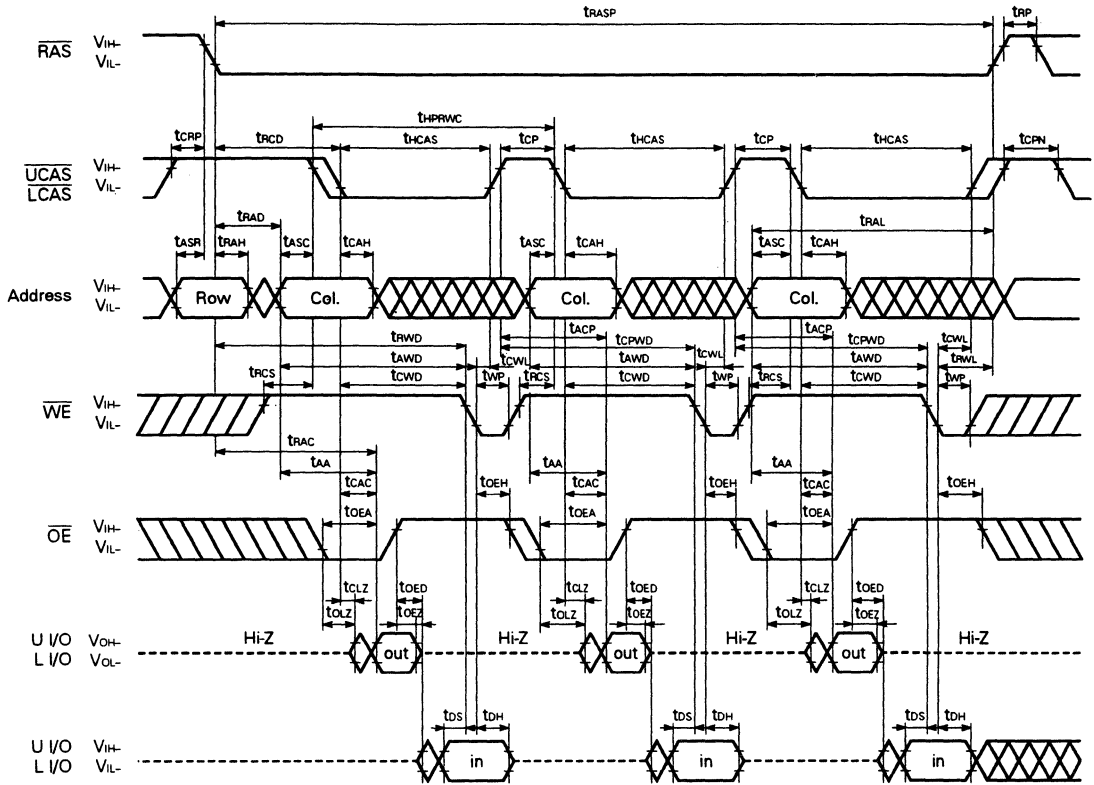 tRASP tRP
RAS VIH–
VIL–
tHPRWC
tCRP tRCD tHCAS tCP tHCAS tCP tHCAS tCPN
UCAS VIH–
LCAS VIL–
tRAD tRAL
tASR tRAH tASC tCAH tASC tCAH tASC tCAH
Address VIH–
VIL–
Row Col. Col. Col.
tACP tACP
tRWD tCPWD tCPWD tCWL
tAWD tCWL tAWD tCWL tAWD tRWL
tRCS tCWD tWP tRCS tCWD tWP tRCS tCWD tWP
WE VIH–
VIL–
tRAC
tAA tAA tAA
tCAC tOEH tCAC tOEH tCAC tOEH
tOEA tOEA tOEA
OE VIH–
VIL–
tCLZ tOED tCLZ tOED tCLZ tOED
tOLZ tOEZ tOLZ tOEZ tOLZ tOEZ
U I/O VOH–
L I/O VOL–
Hi-Z out Hi-Z out Hi-Z out Hi-Z
tDS tDH tDS tDH tDS tDH
U I/O VIH–
L I/O VIL–
in in in